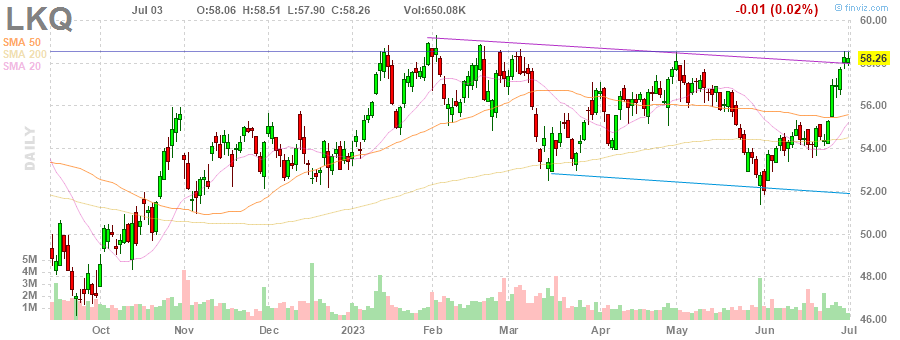 LKQ
Jul 03 O:58.06 H:58.51 L:57.90 C:58.26 Vol:650.08K -0.01 (0.02%)
© finviz.com
SMA 50
SMA 200
SMA 20
DAILY
60.00
58.26
56.00
54.00
52.00
50.00
48.00
46.00
5M
4M
3M
2M
1M
Oct Nov Dec 2023 Feb Mar Apr May Jun Jul